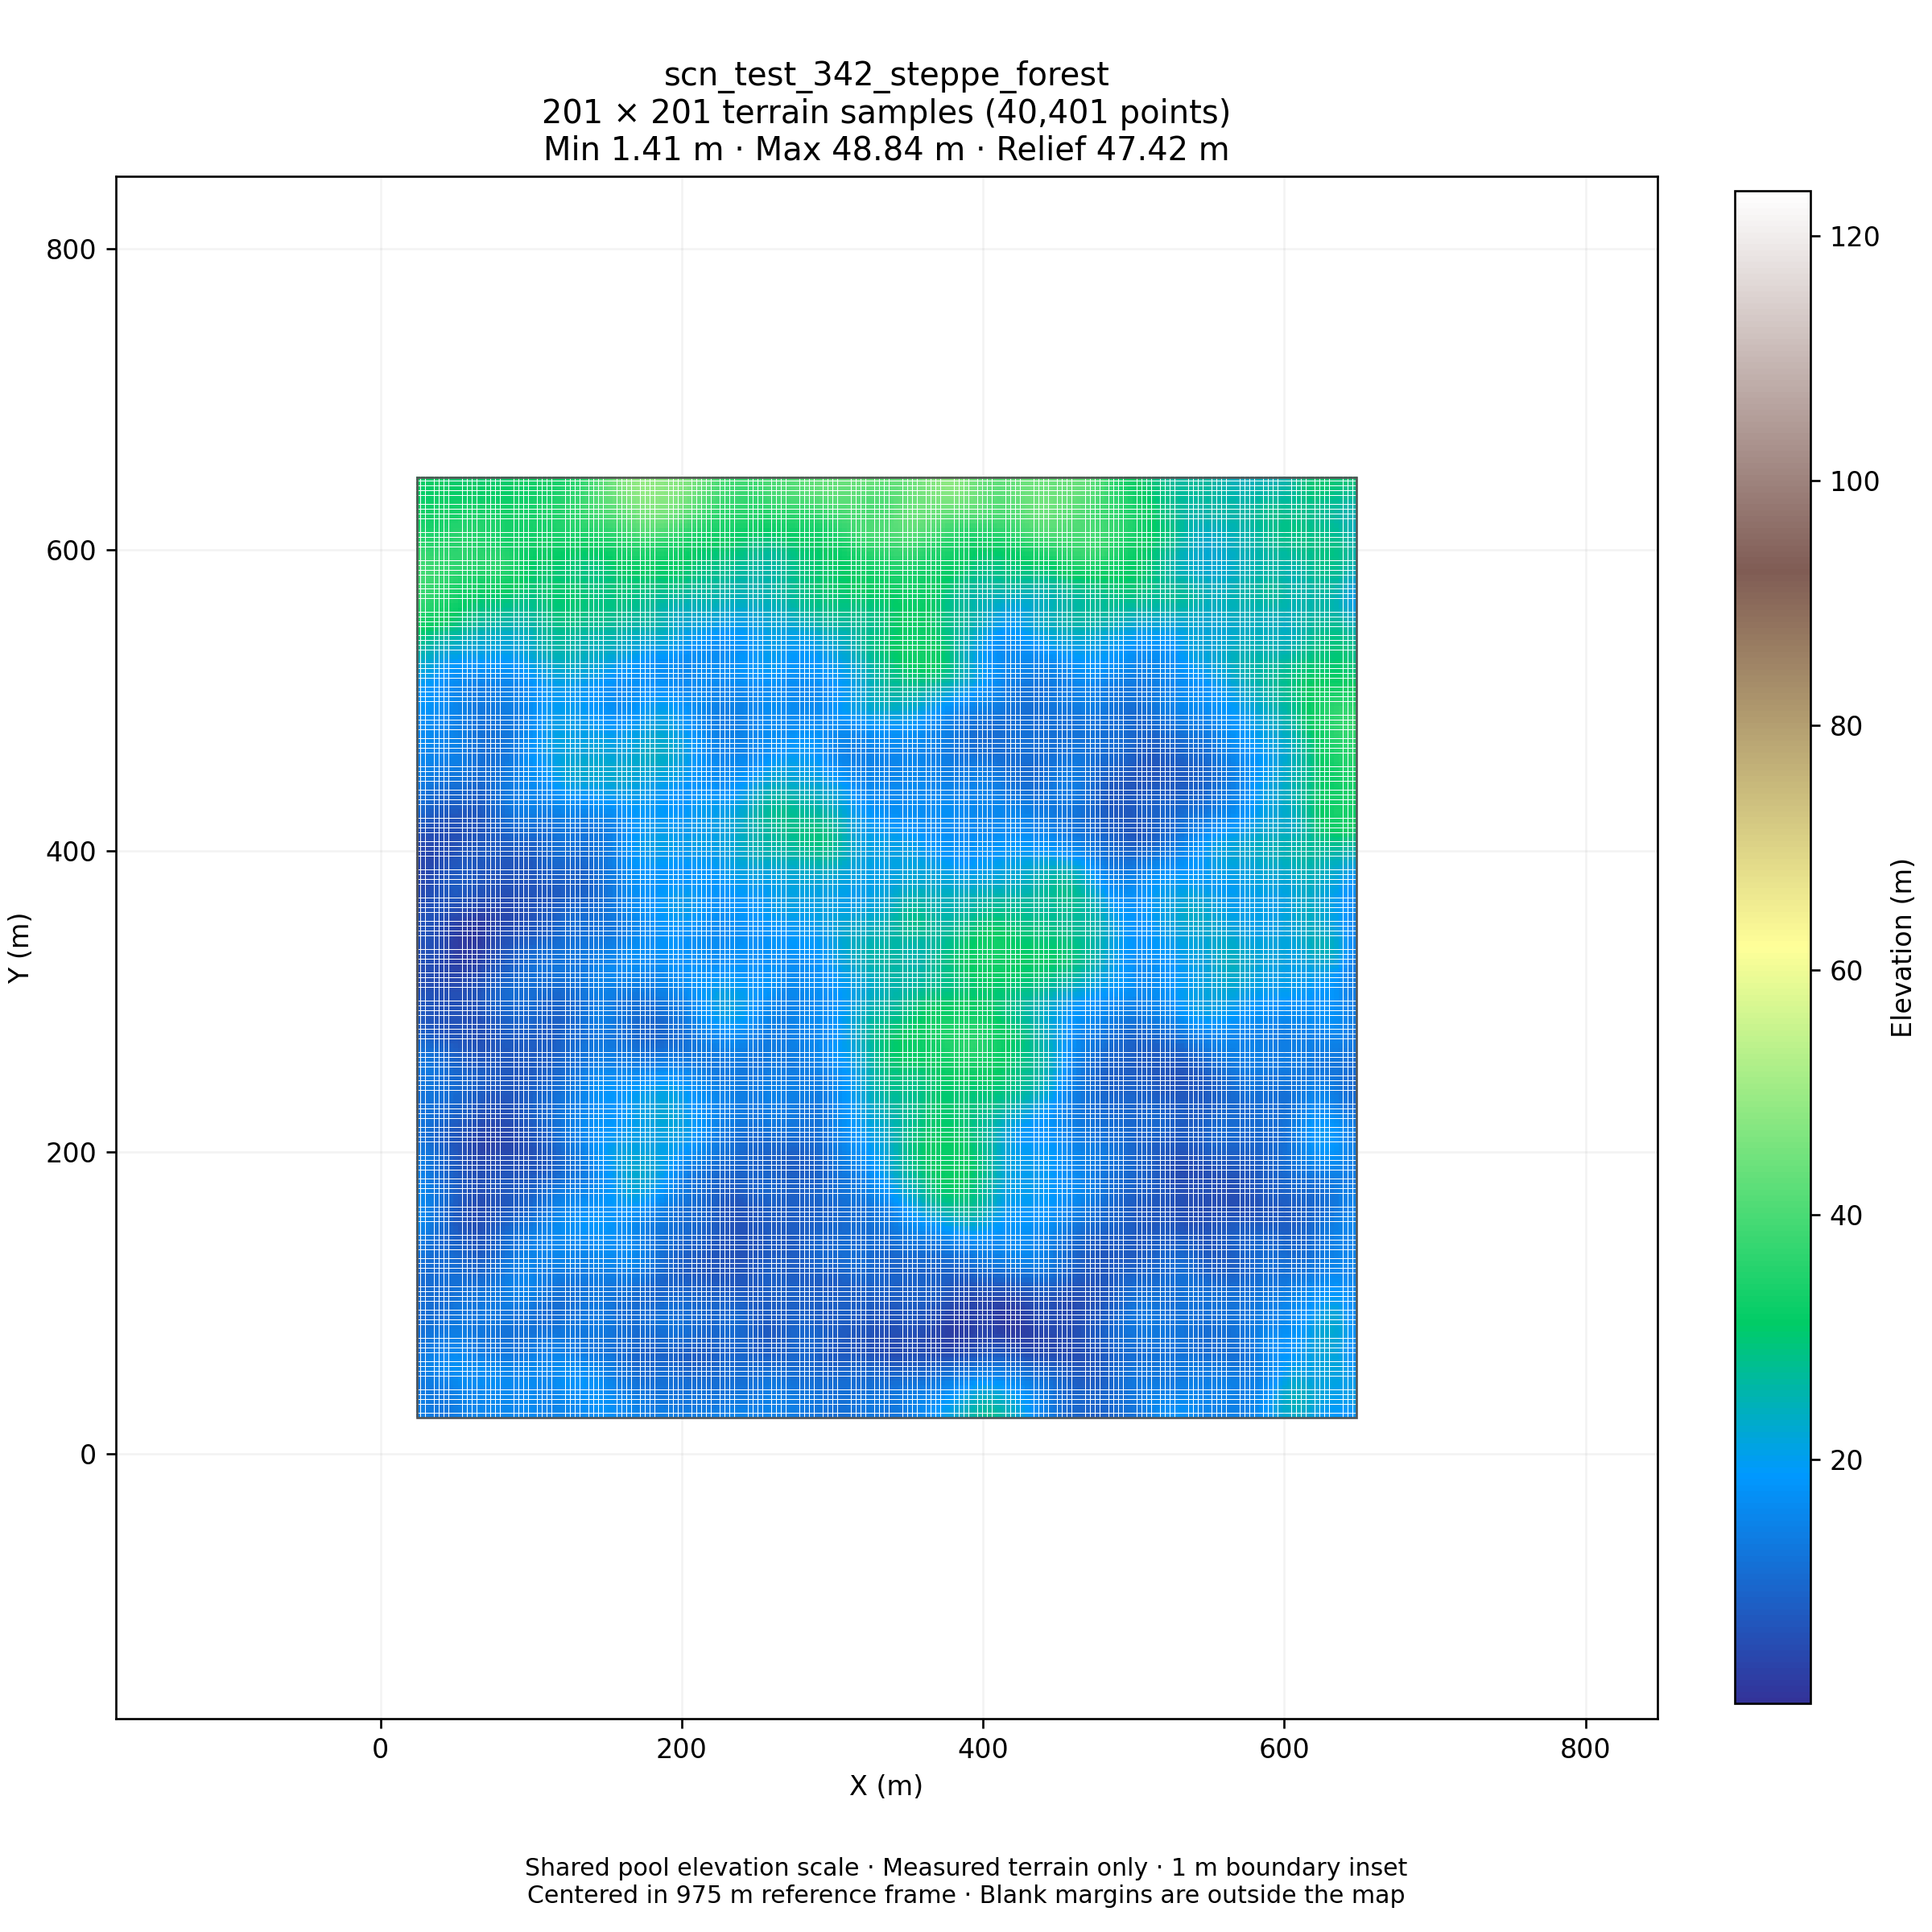 scn_test_342_steppe_forest
201 × 201 terrain samples (40,401 points)
Min 1.41 m · Max 48.84 m · Relief 47.42 m
800
600
400
200
0
Y (m)
0
200
400
600
800
X (m)
120
100
80
60
40
20
Elevation (m)
Shared pool elevation scale · Measured terrain only · 1 m boundary inset
Centered in 975 m reference frame · Blank margins are outside the map